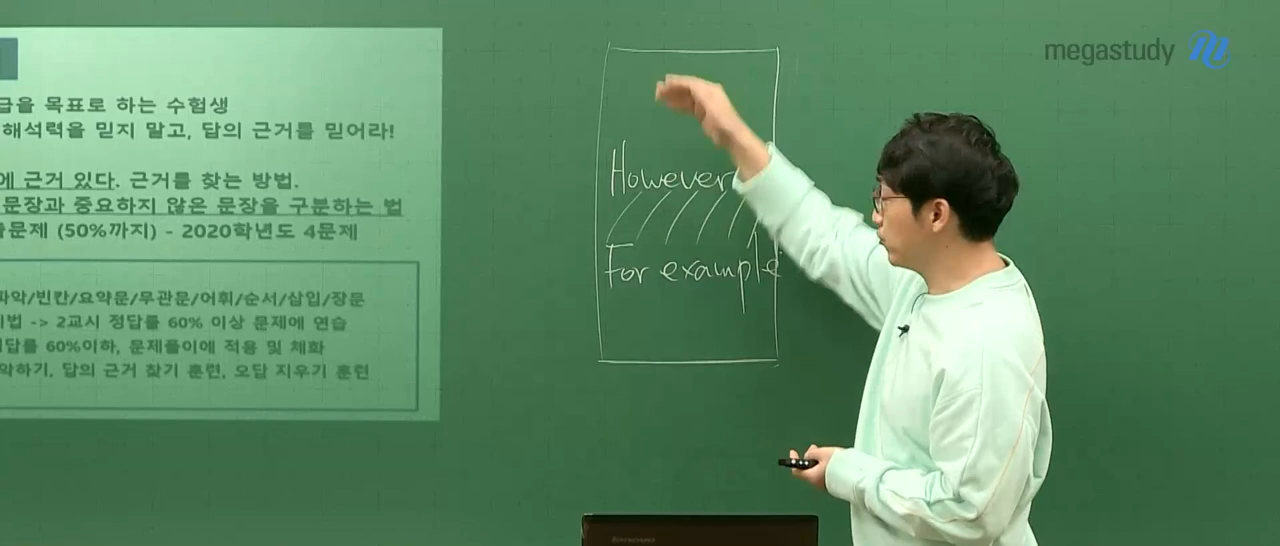 급을 목표로 하는 수험생
해석력을 믿지 말고, 답의 근거를 믿어라!
에 근거 있다. 근거를 찾는 방법.
문장과 중요하지 않은 문장을 구분하는 법
문제 (50%까지) - 2020학년도 4문제
파악/빈칸/요약문/무관문/어휘/순서/삽입/장문
법 -> 2교시 정답률 60% 이상 문제에 연습
답률 60%이하, 문제풀이에 적용 및 체화
악하기, 답의 근거 찾기 훈련, 오답 지우기 훈련
However
For example
megastudy